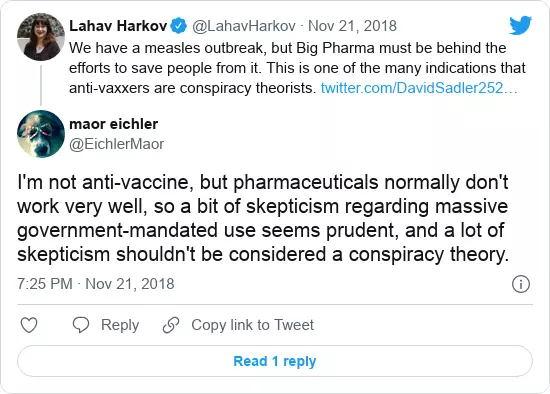 Lahav Harkov @LahavHarkov · Nov 21, 2018
We have a measles outbreak, but Big Pharma must be behind the
efforts to save people from it. This is one of the many indications that
anti-vaxxers are conspiracy theorists. twitter.com/DavidSadler252…
maor eichler
@EichlerMaor
I'm not anti-vaccine, but pharmaceuticals normally don't
work very well, so a bit of skepticism regarding massive
government-mandated use seems prudent, and a lot of
skepticism shouldn't be considered a conspiracy theory.
7:25 PM · Nov 21, 2018
Reply Copy link to Tweet
Read 1 reply